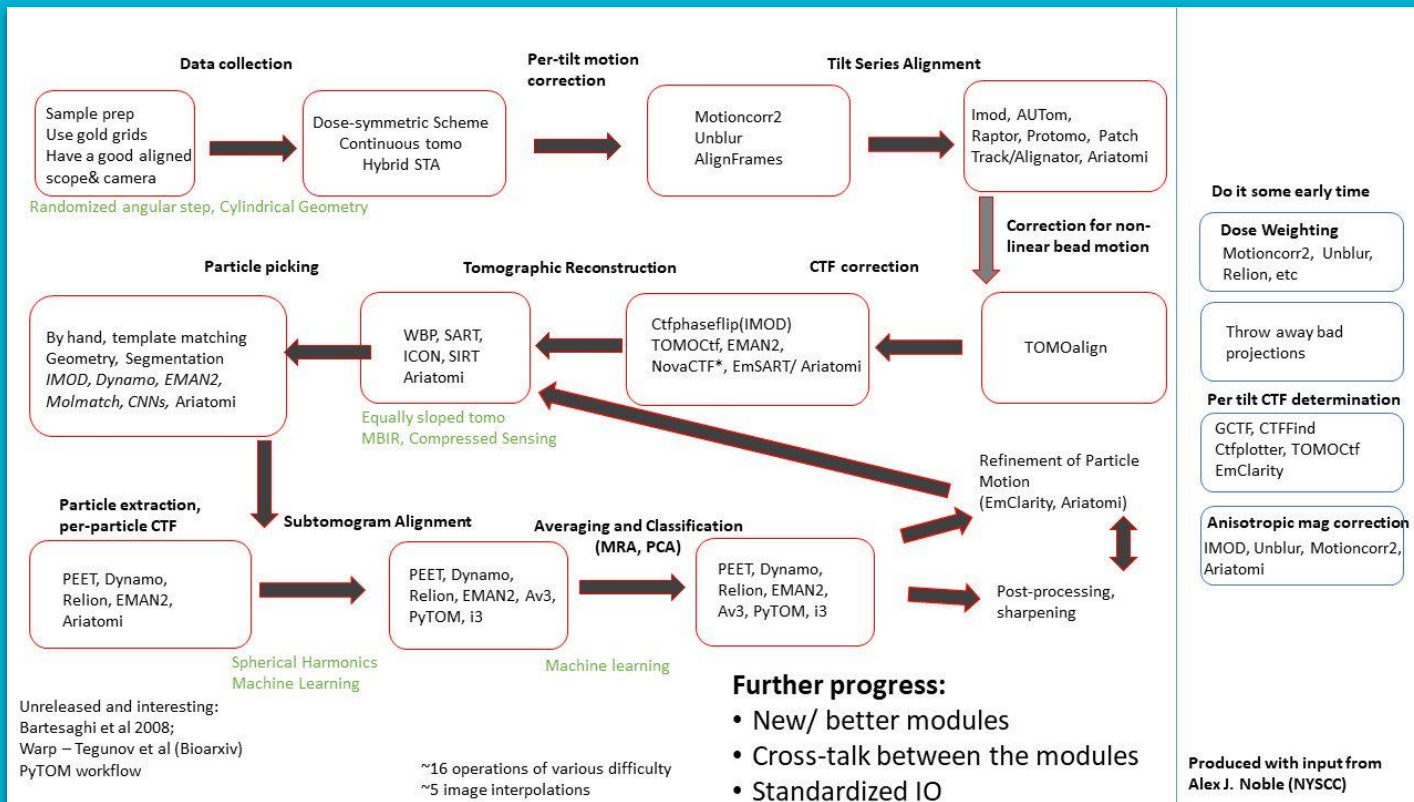 Data collection
Per-tilt motion
correction
Tilt Series Alignment
Sample prep
Use gold grids
Have a good aligned
scope& camera
Dose-symmetric Scheme
Continuous tomo
Hybrid STA
Motioncorr2
Unblur
AlignFrames
Imod, AUTom,
Raptor, Protomo, Patch
Track/Alignator, Ariatomi
Randomized angular step, Cylindrical Geometry
Correction for non-
linear bead motion
Particle picking
Tomographic Reconstruction
CTF correction
By hand, template matching
Geometry, Segmentation
IMOD, Dynamo, EMAN2,
Molmatch, CNNs, Ariatomi
WBP, SART,
ICON, SIRT
Ariatomi
Ctfphaseflip(IMOD)
TOMOCtf, EMAN2,
NovaCTF*, EmSART/ Ariatomi
TOMOalign
Equally sloped tomo
MBIR, Compressed Sensing
Refinement of Particle
Motion
(EmClarity, Ariatomi)
Particle extraction,
per-particle CTF
Subtomogram Alignment
Averaging and Classification
(MRA, PCA)
PEET, Dynamo,
Relion, EMAN2,
Ariatomi
PEET, Dynamo,
Relion, EMAN2, Av3,
PyTOM, i3
PEET, Dynamo,
Relion, EMAN2,
Av3, PyTOM, i3
Post-processing,
sharpening
Spherical Harmonics
Machine Learning
Machine learning
Unreleased and interesting:
Bartesaghi et al 2008;
Warp – Tegunov et al (Bioarxiv)
PyTOM workflow
~16 operations of various difficulty
~5 image interpolations
Further progress:
• New/ better modules
• Cross-talk between the modules
• Standardized IO
Do it some early time
Dose Weighting
Motioncorr2, Unblur,
Relion, etc
Throw away bad
projections
Per tilt CTF determination
GCTF, CTFFind
Ctfplotter, TOMOCtf
EmClarity
Anisotropic mag correction
IMOD, Unblur, Motioncorr2,
Ariatomi
Produced with input from
Alex J. Noble (NYSCC)